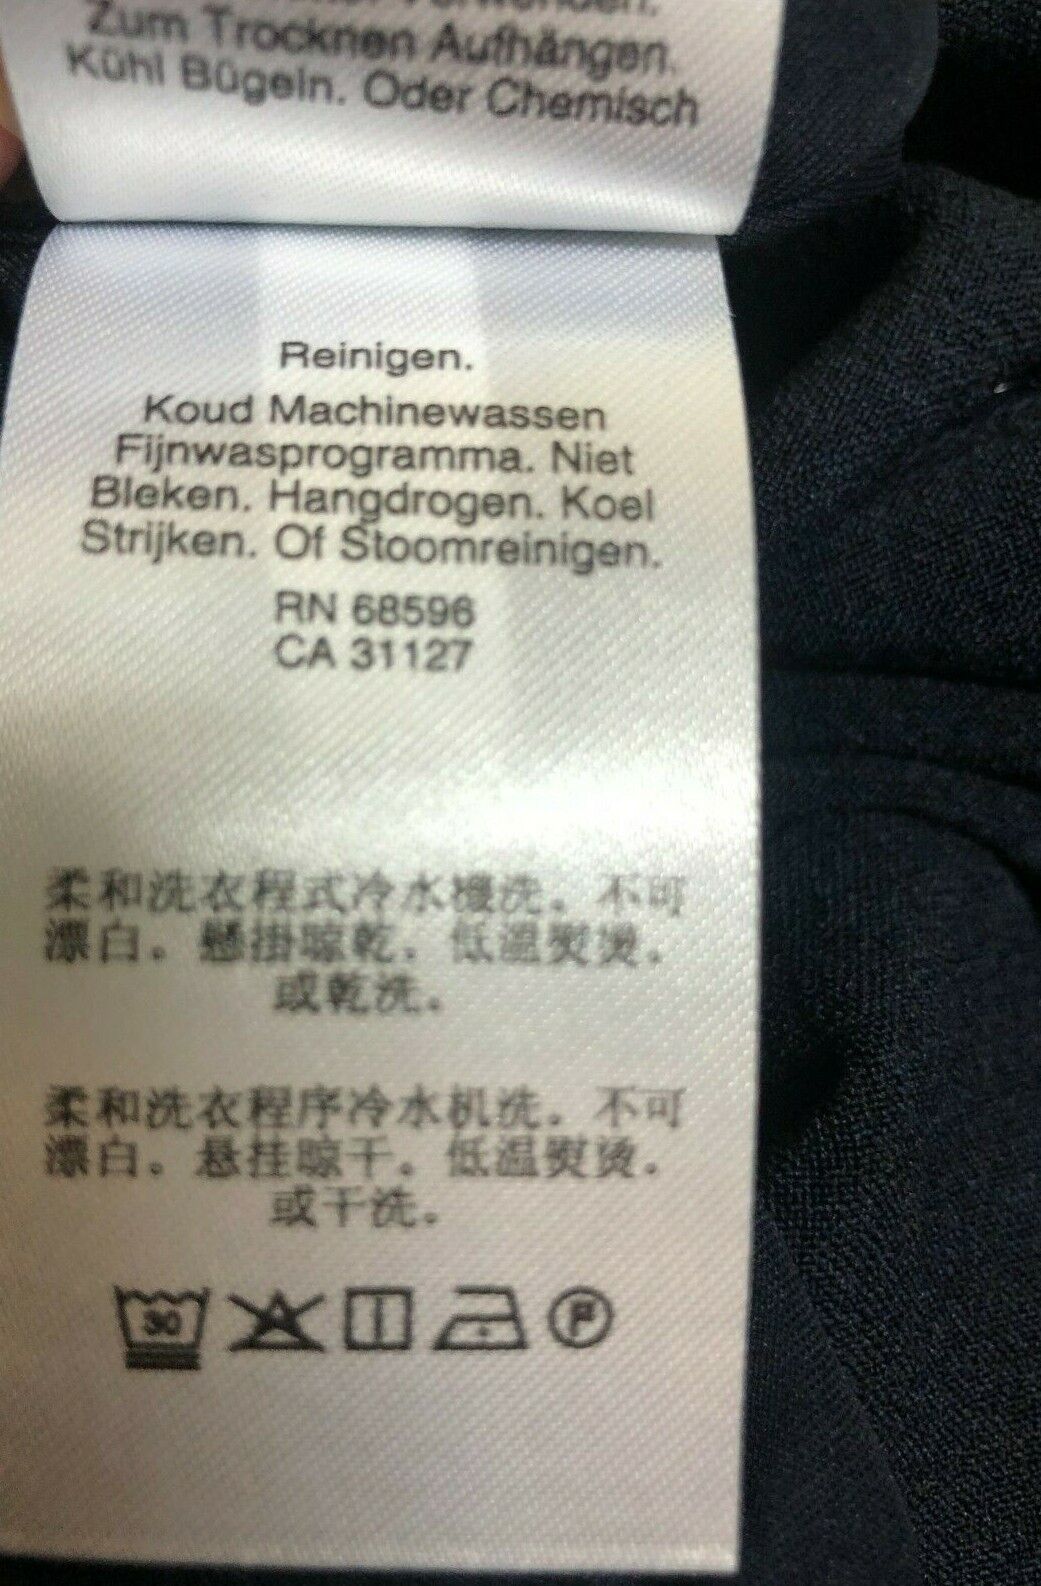 Verwenden.
Zum Trocknen Aufhängen.
Kühl Bügeln. Oder Chemisch
Reinigen.
Koud Machinewassen
Fijnwasprogramma. Niet
Bleken. Hangdrogen. Koel
Strijken. Of Stoomreinigen.
RN 68596
CA 31127
柔和洗衣程式冷水機洗。不可
漂白。懸掛晾乾。低溫熨燙。
或乾洗。
柔和洗衣程序冷水机洗。不可
漂白。悬挂晾干。低温熨烫。
或干洗。
30 P